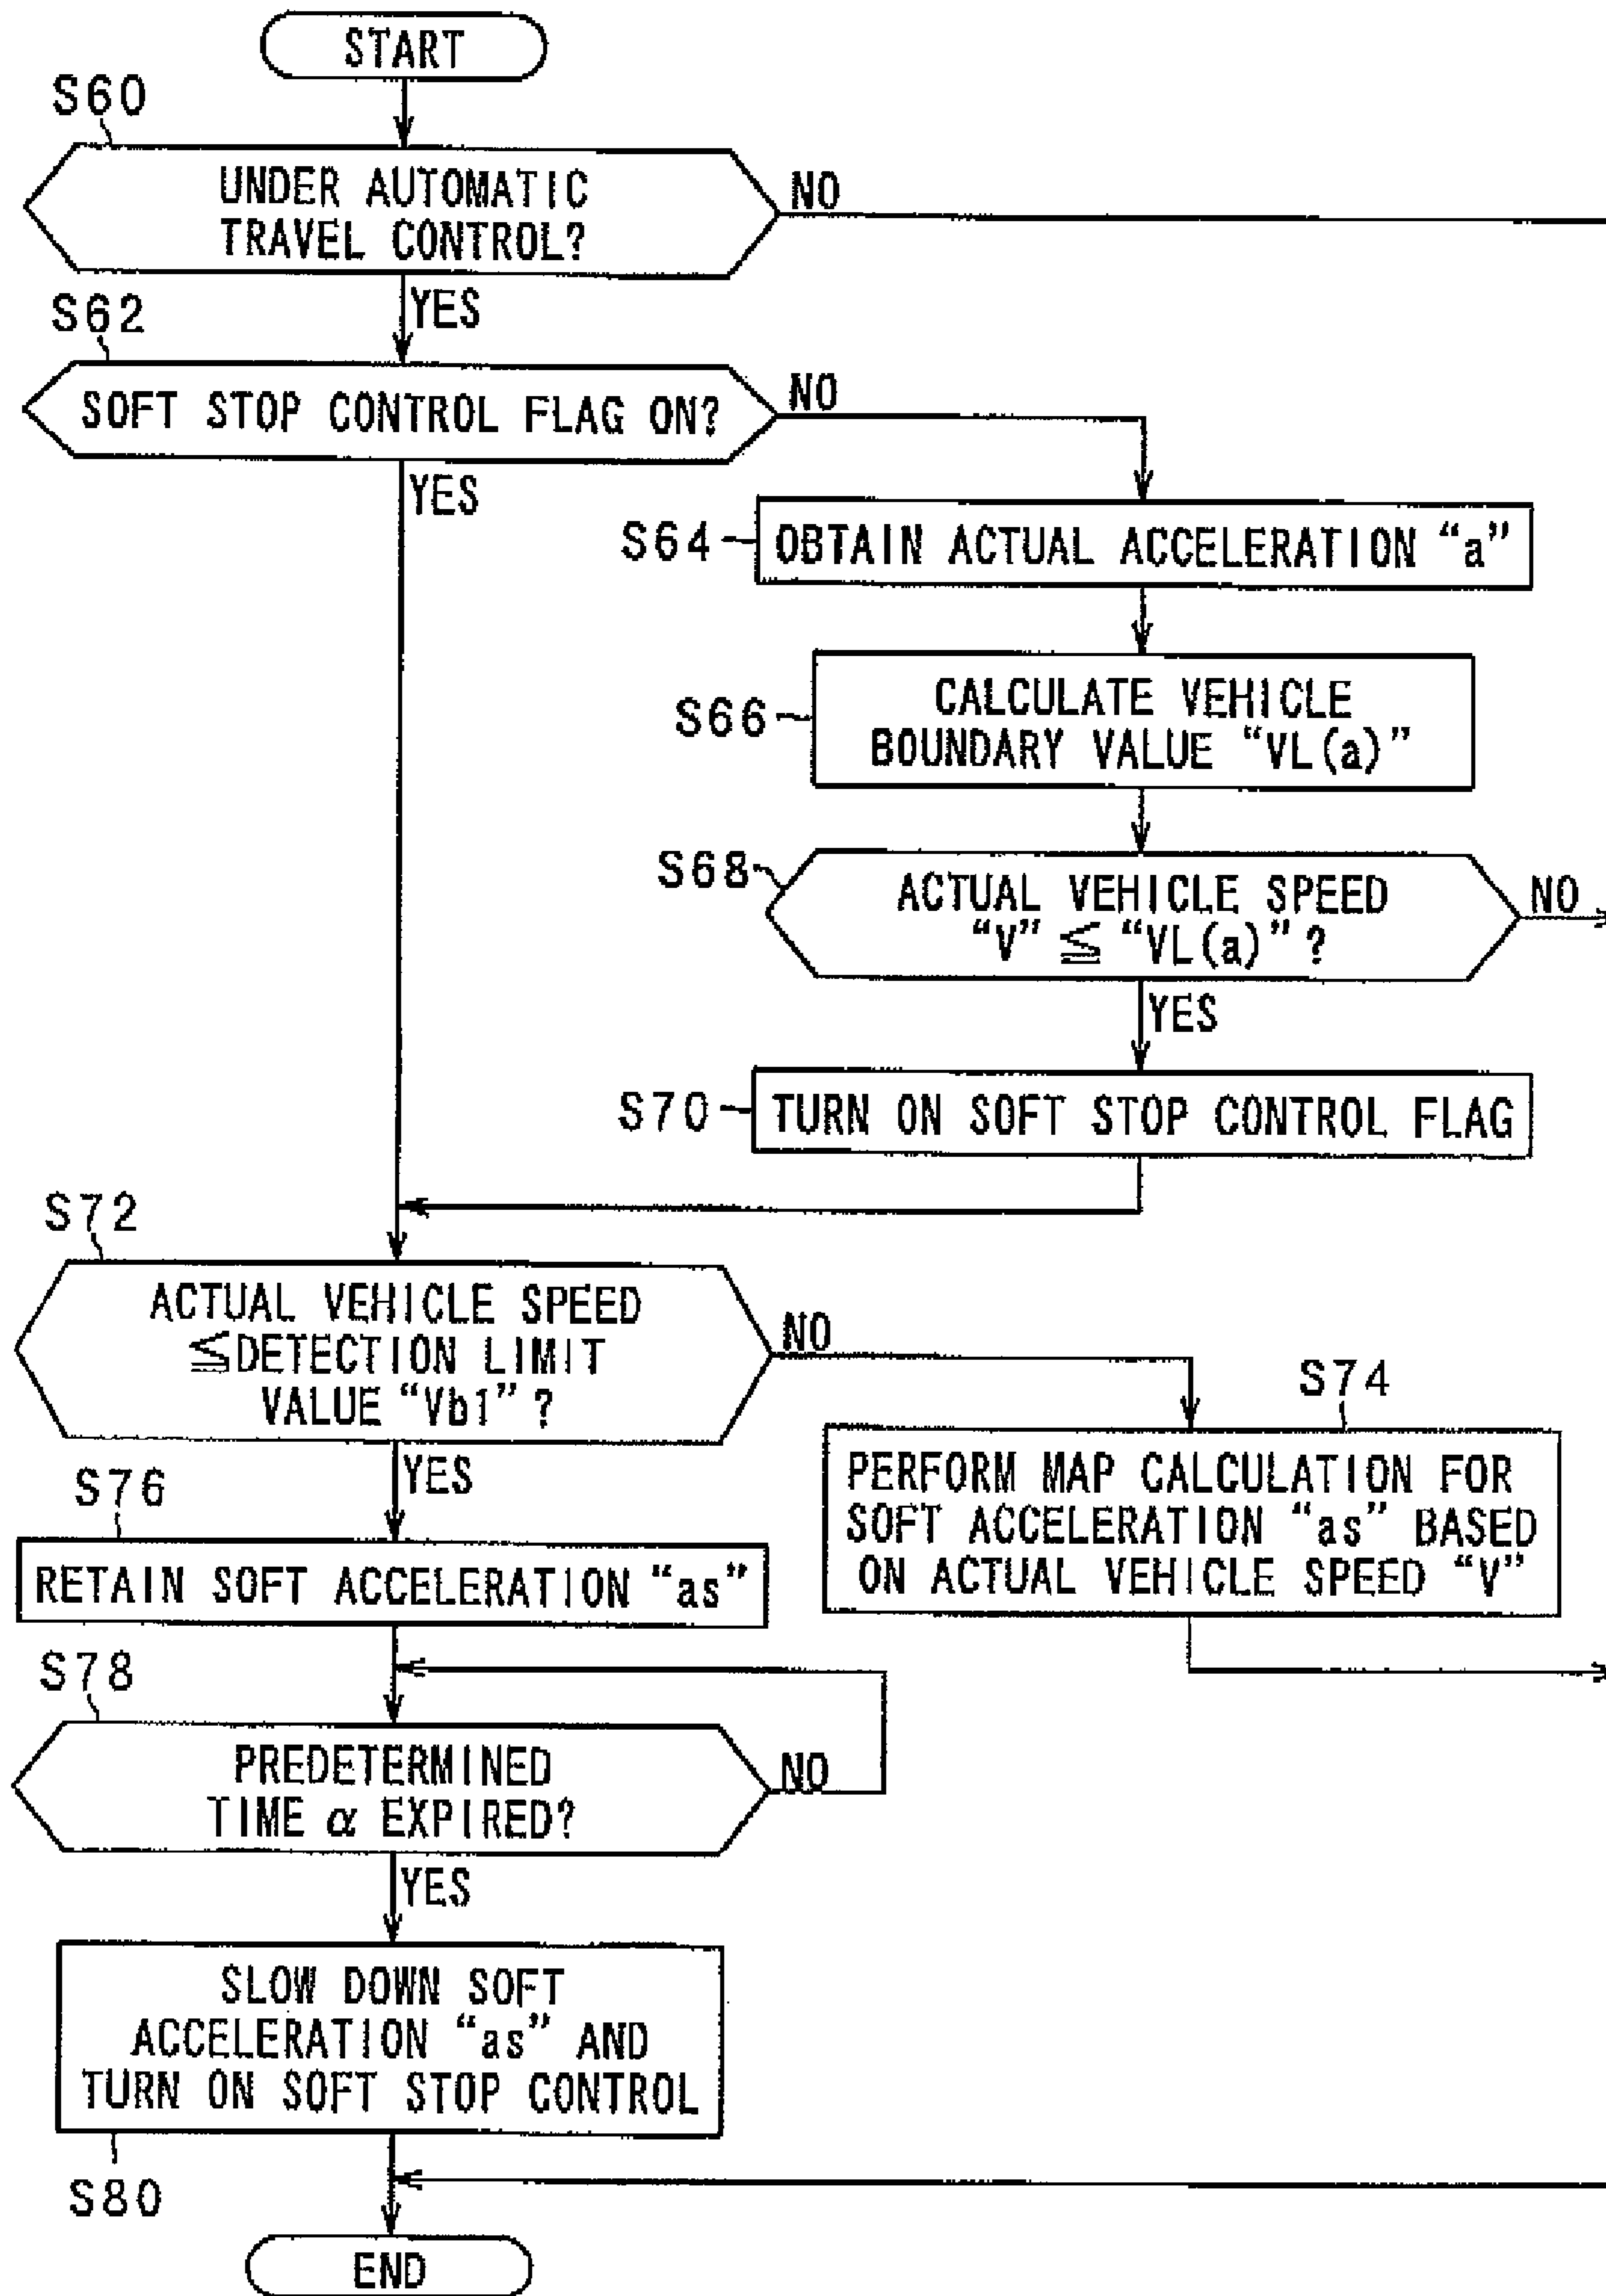 START
S60
UNDER AUTOMATIC
TRAVEL CONTROL?
NO
YES
S62
SOFT STOP CONTROL FLAG ON?
NO
YES
S64
OBTAIN ACTUAL ACCELERATION “a”
S66
CALCULATE VEHICLE
BOUNDARY VALUE “VL(a)”
S68
ACTUAL VEHICLE SPEED
“V” ≦ “VL(a)”?
NO
YES
S70
TURN ON SOFT STOP CONTROL FLAG
S72
ACTUAL VEHICLE SPEED
≦DETECTION LIMIT
VALUE “Vb1”?
NO
YES
S74
PERFORM MAP CALCULATION FOR
SOFT ACCELERATION “as” BASED
ON ACTUAL VEHICLE SPEED “V”
S76
RETAIN SOFT ACCELERATION “as”
S78
PREDETERMINED
TIME α EXPIRED?
NO
YES
SLOW DOWN SOFT
ACCELERATION “as” AND
TURN ON SOFT STOP CONTROL
S80
END